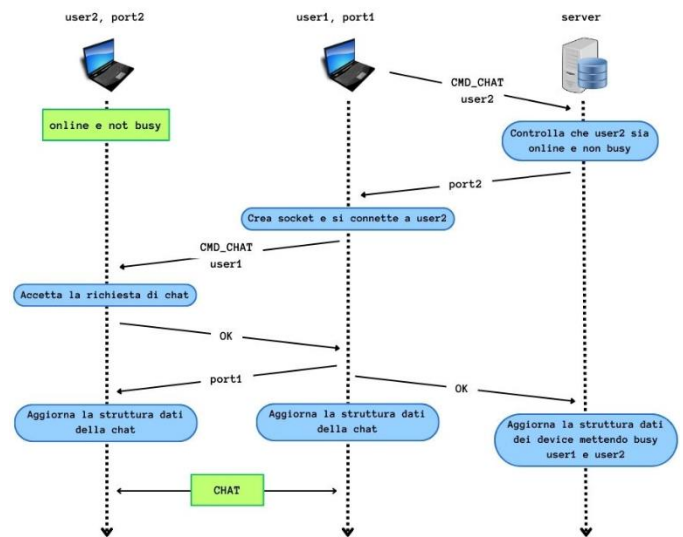 user2, port2
user1, port1
server
CMD_CHAT
user2
online e not busy
Controlla che user2 sia
online e non busy
port2
Crea socket e si connette a user2
CMD_CHAT
user1
Accetta la richiesta di chat
OK
port1
OK
Aggiorna la struttura dati
della chat
Aggiorna la struttura dati
della chat
Aggiorna la struttura dati
dei device mettendo busy
user1 e user2
CHAT